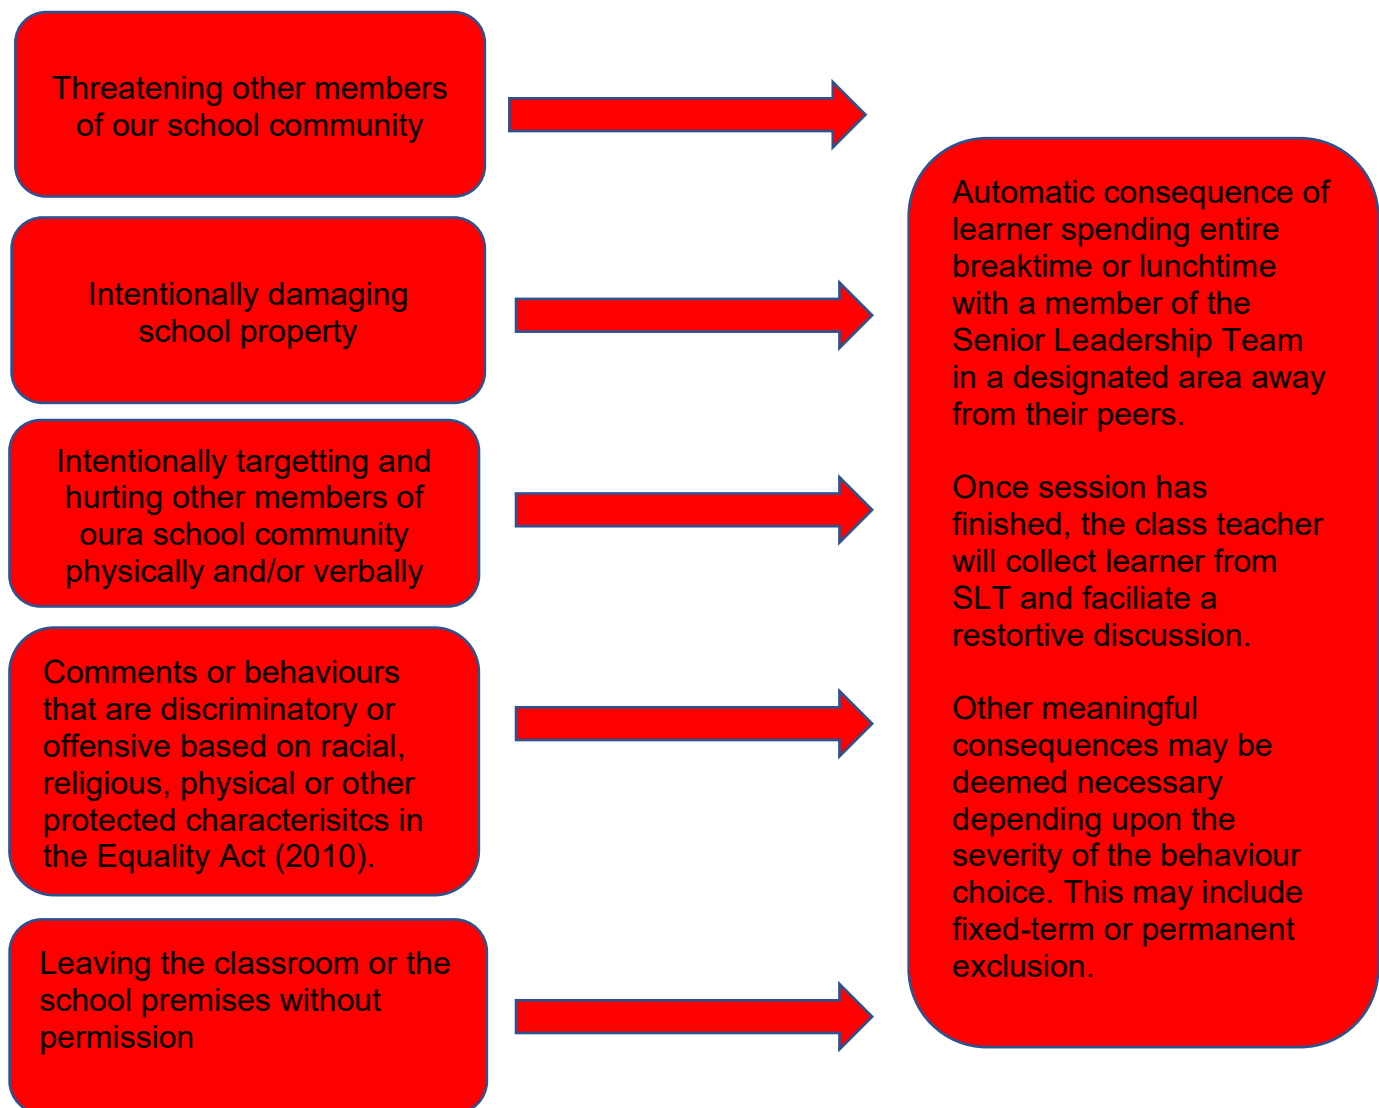 Threatening other members
of our school community
Intentionally damaging
school property
Intentionally targetting and
hurting other members of
oura school community
physically and/or verbally
Comments or behaviours
that are discriminatory or
offensive based on racial,
religious, physical or other
protected characterisitcs in
the Equality Act (2010).
Leaving the classroom or the
school premises without
permission
Automatic consequence of
learner spending entire
breaktime or lunchtime
with a member of the
Senior Leadership Team
in a designated area away
from their peers.
Once session has
finished, the class teacher
will collect learner from
SLT and faciliate a
restortive discussion.
Other meaningful
consequences may be
deemed necessary
depending upon the
severity of the behaviour
choice. This may include
fixed-term or permanent
exclusion.